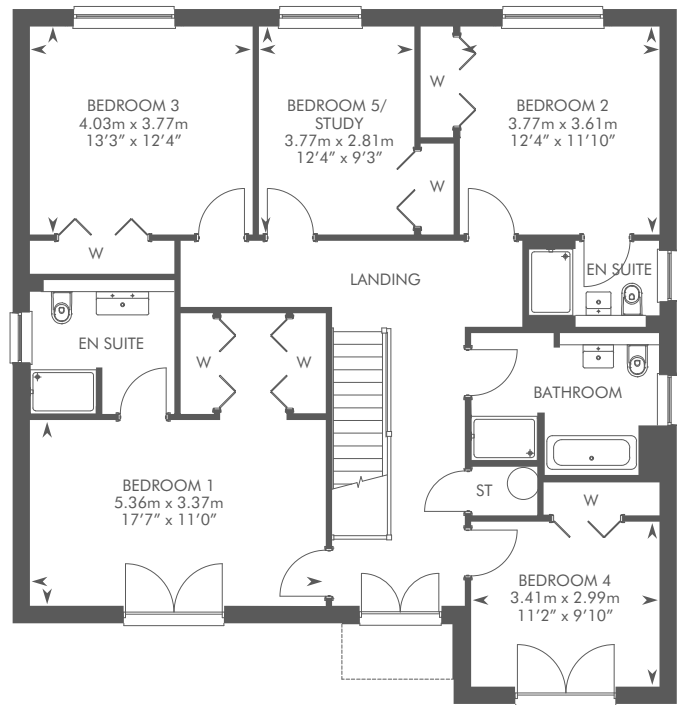 BEDROOM 3
4.03m x 3.77m
13’3” x 12’4”
BEDROOM 5/
STUDY
3.77m x 2.81m
12’4” x 9’3”
W
W
BEDROOM 2
3.77m x 3.61m
12’4” x 11’10”
W
LANDING
EN SUITE
EN SUITE
W
W
BATHROOM
BEDROOM 1
5.36m x 3.37m
17’7” x 11’0”
ST
W
BEDROOM 4
3.41m x 2.99m
11’2” x 9’10”